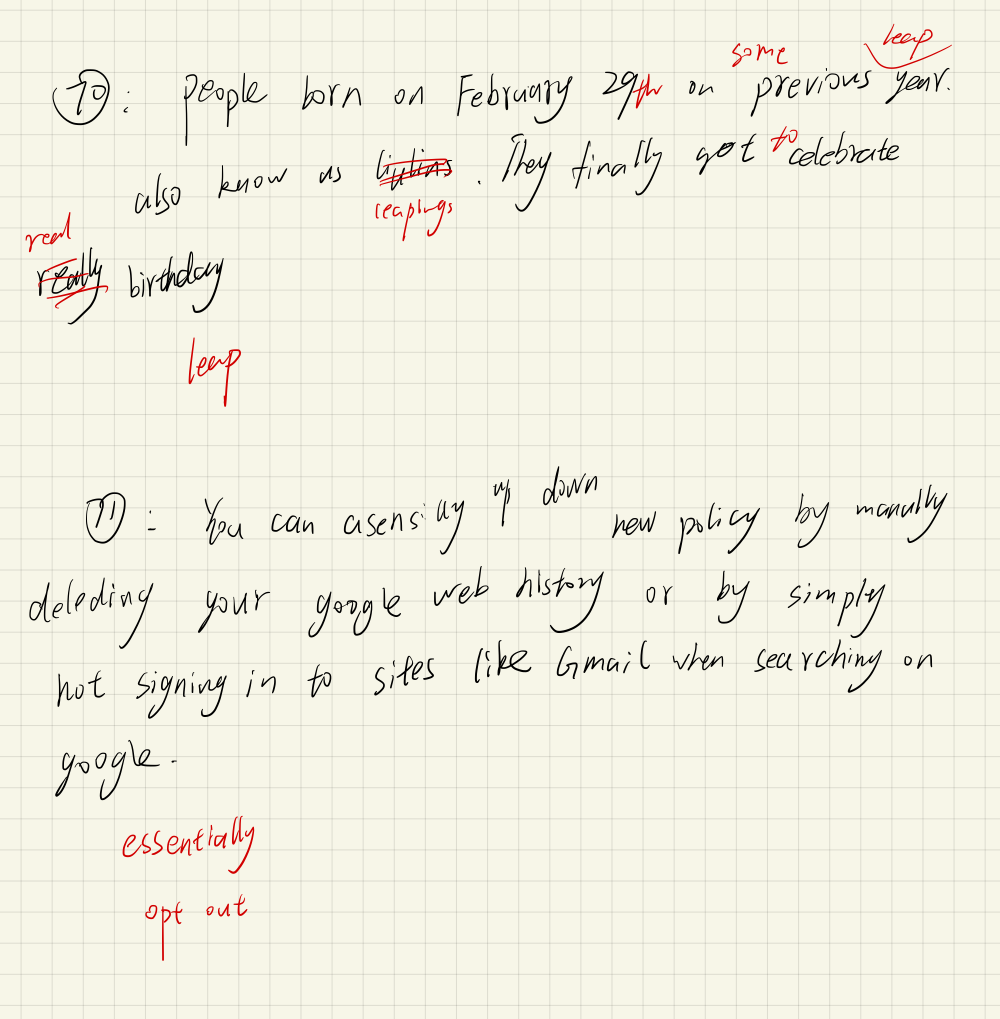 some leap
10: people born on February 29th on previous year.
also know as liulins. They finally got to celebrate
leaplings
real
really birthday
leap
11: You can asensiay up down new policy by manully
deleding your google web history or by simply
not signing in to sites like Gmail when searching on
google.
essentially
opt out